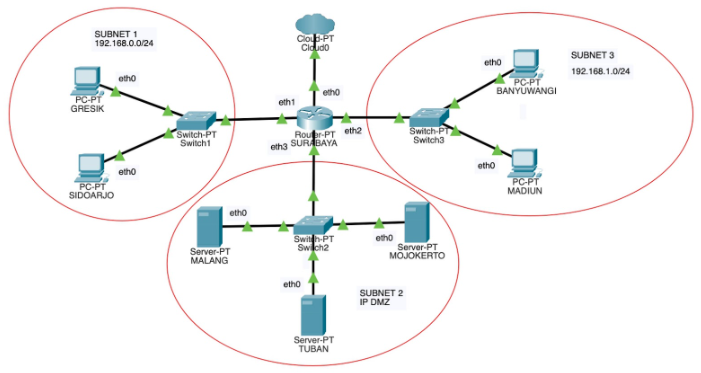 SUBNET 1
192.168.0.0/24
eth0
PC-PT
GRESIK
eth0
PC-PT
SIDOARJO
Switch-PT
Switch1
Cloud-PT
Cloud0
eth0
eth1
eth2
Router-PT
SURABAYA
eth3
SUBNET 3
192.168.1.0/24
eth0
PC-PT
BANYUWANGI
Switch-PT
Switch3
eth0
PC-PT
MADIUN
eth0
Server-PT
MALANG
Switch-PT
Switch2
eth0
Server-PT
MOJOKERTO
eth0
Server-PT
TUBAN
SUBNET 2
IP DMZ